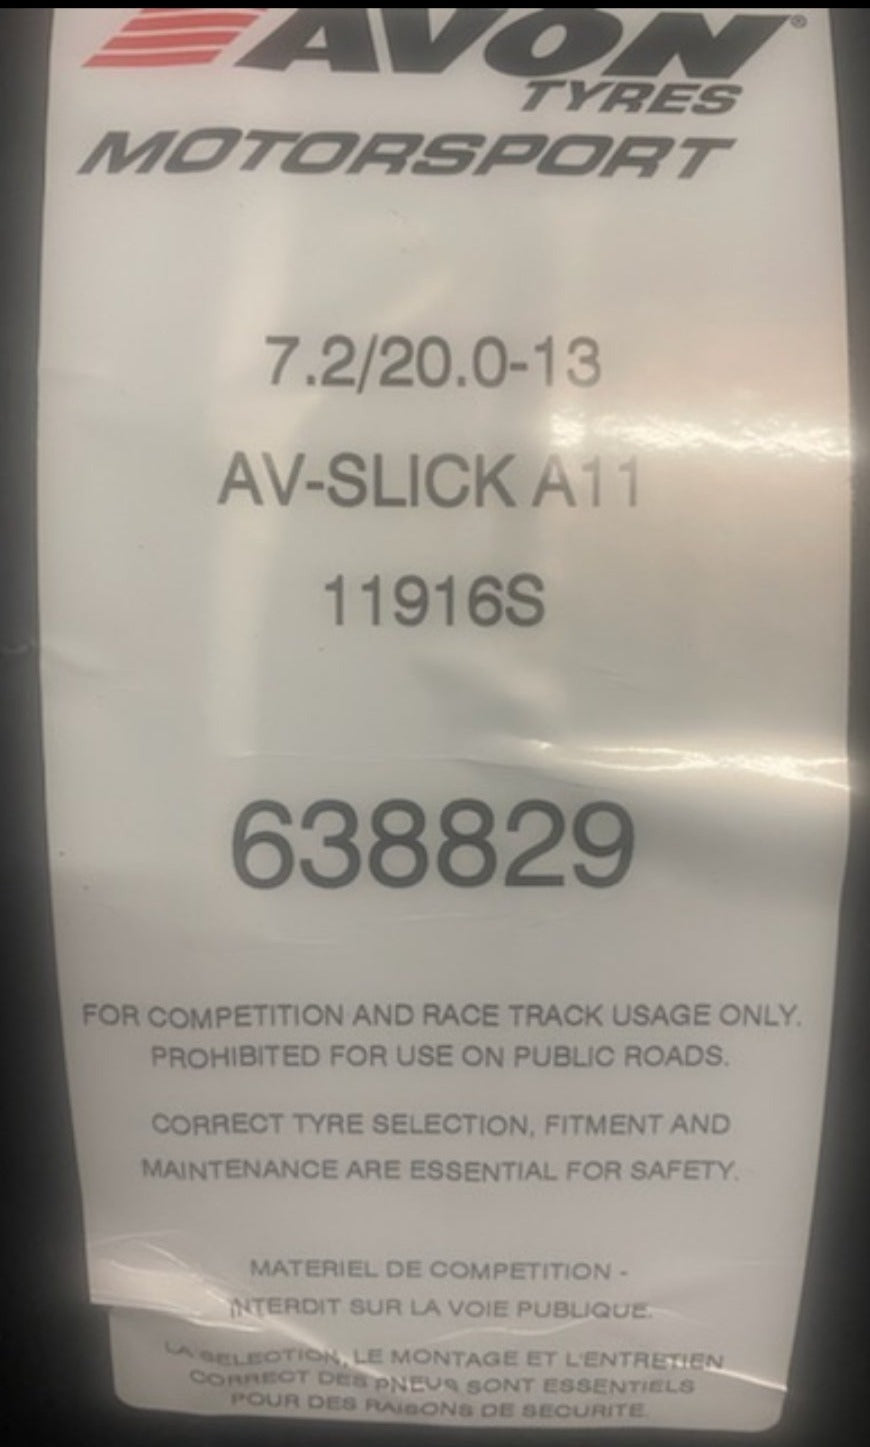 AVON®
TYRES
MOTORSPORT
7.2/20.0-13
AV-SLICK A11
11916S
638829
FOR COMPETITION AND RACE TRACK USAGE ONLY.
PROHIBITED FOR USE ON PUBLIC ROADS.
CORRECT TYRE SELECTION, FITMENT AND
MAINTENANCE ARE ESSENTIAL FOR SAFETY.
MATERIEL DE COMPETITION -
INTERDIT SUR LA VOIE PUBLIQUE.
LA SELECTION, LE MONTAGE ET L'ENTRETIEN
CORRECT DES PNEUS SONT ESSENTIELS
POUR DES RAISONS DE SECURITE.